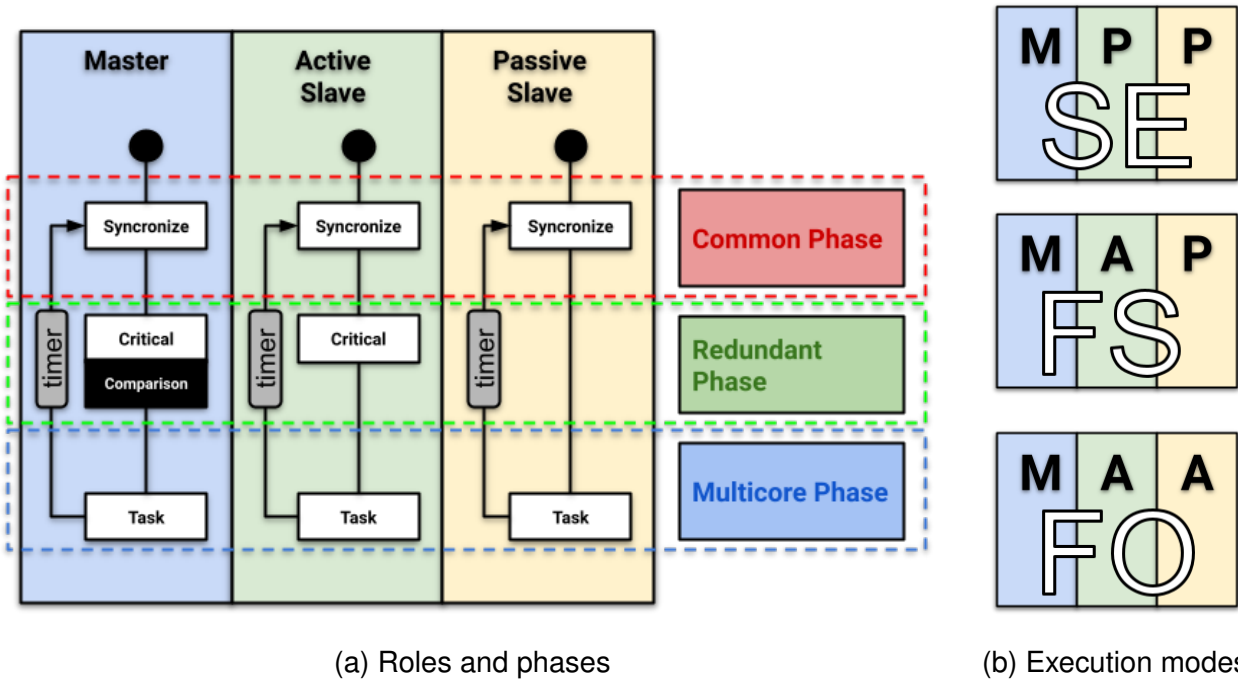 Master
Active
Slave
Passive
Slave
Syncronize
Syncronize
Syncronize
Common Phase
timer
Critical
Comparison
timer
Critical
timer
Redundant
Phase
Task
Task
Task
Multicore Phase
(a) Roles and phases
M P P
SE
M A P
FS
M A A
FO
(b) Execution modes